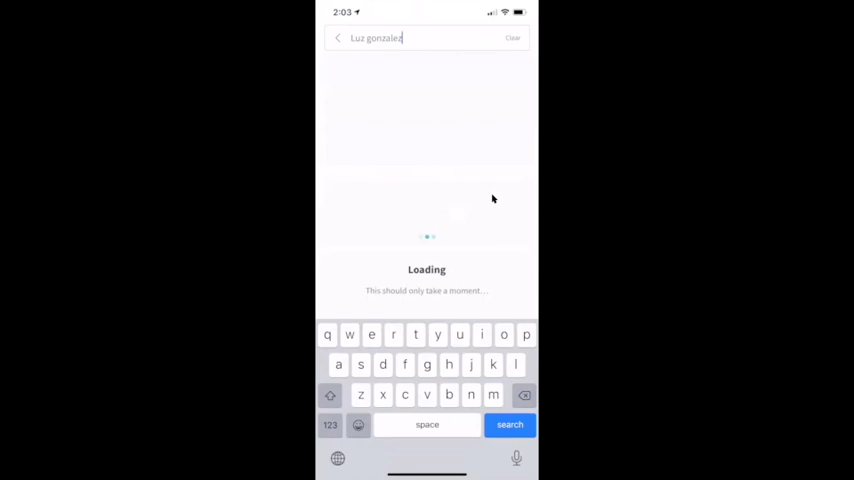 2:03
Luz gonzalez
Clear
Loading
This should only take a moment...
q w e r t y u i o p
a s d f g h j k l
z x c v b n m
123 space search